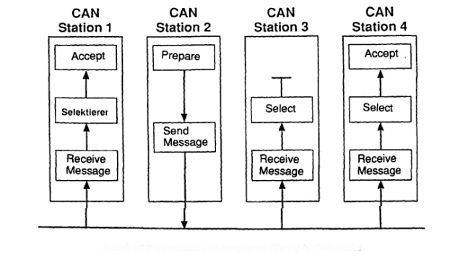 CAN Station 1
CAN Station 2
CAN Station 3
CAN Station 4
Accept
Prepare
Accept
Selektierer
Send
Message
Select
Select
Receive
Message
Receive
Message
Receive
Message